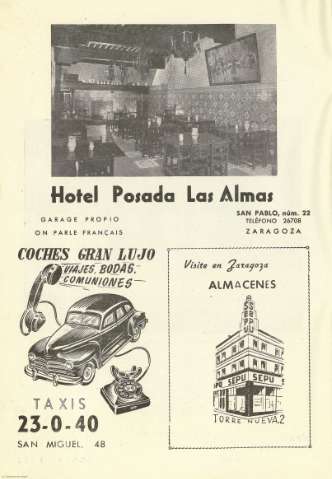 Hotel Posada Las Almas
GARAGE PROPIO
ON PARLE FRANÇAIS
SAN PABLO, núm. 22
TELÉFONO 26708
ZARAGOZA
COCHES GRAN LUJO
VIAJES, BODAS,
COMUNIONES
TAXIS
23-0-40
SAN MIGUEL, 48
Visite en Zaragoza
ALMACENES
SEPU
SEPU SEPU
TORRE NUEVA, 2